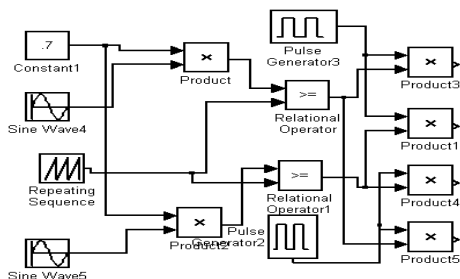 .7
Constant1
×
Product
Pulse
Generator3
×
Product3
Sine Wave4
>=
Relational
Operator
×
Product1
Repeating
Sequence
>=
Relational
Operator1
×
Product4
×
Product2
Pulse
Generator2
×
Product5
Sine Wave5